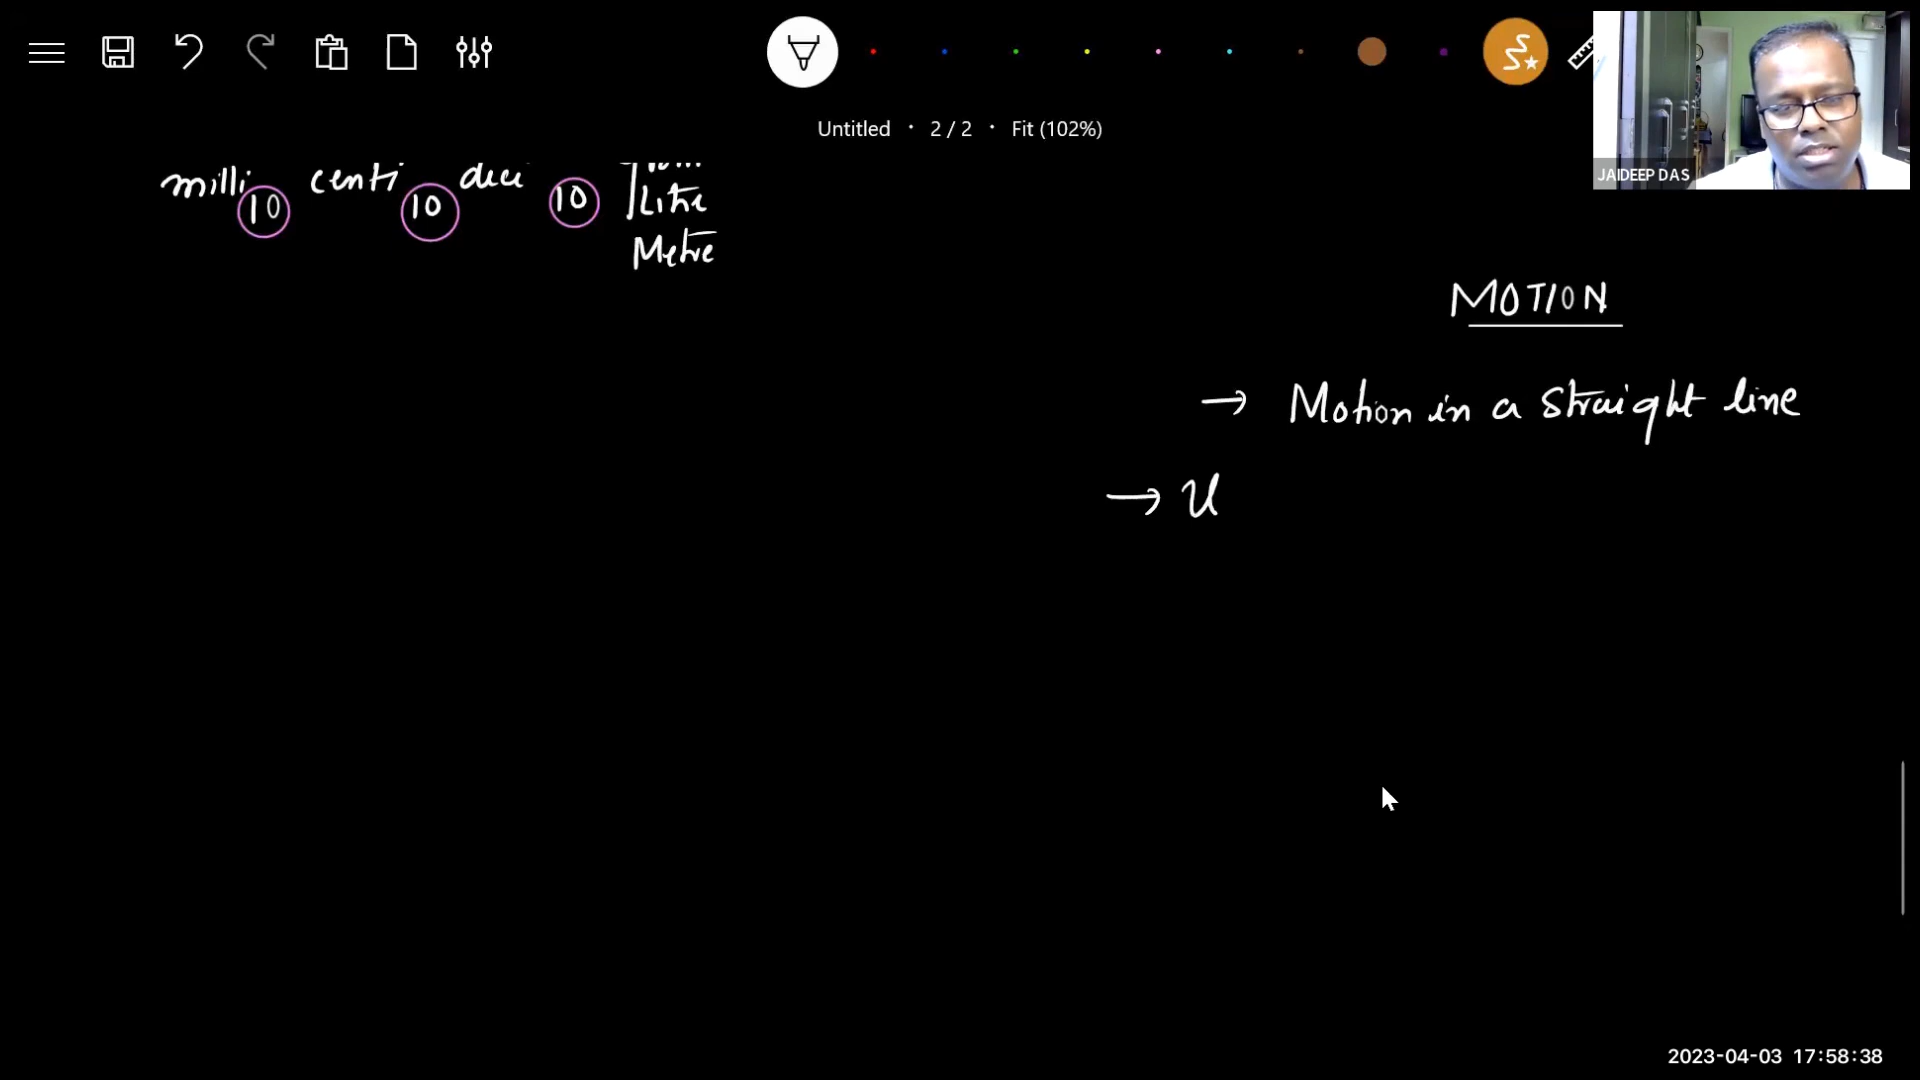 Untitled · 2 / 2 · Fit (102%)
JAIDEEP DAS
milli 10 centi 10 deci 10
Litre
Metre
MOTION
→ Motion in a straight line
→ U
2023-04-03 17:58:38